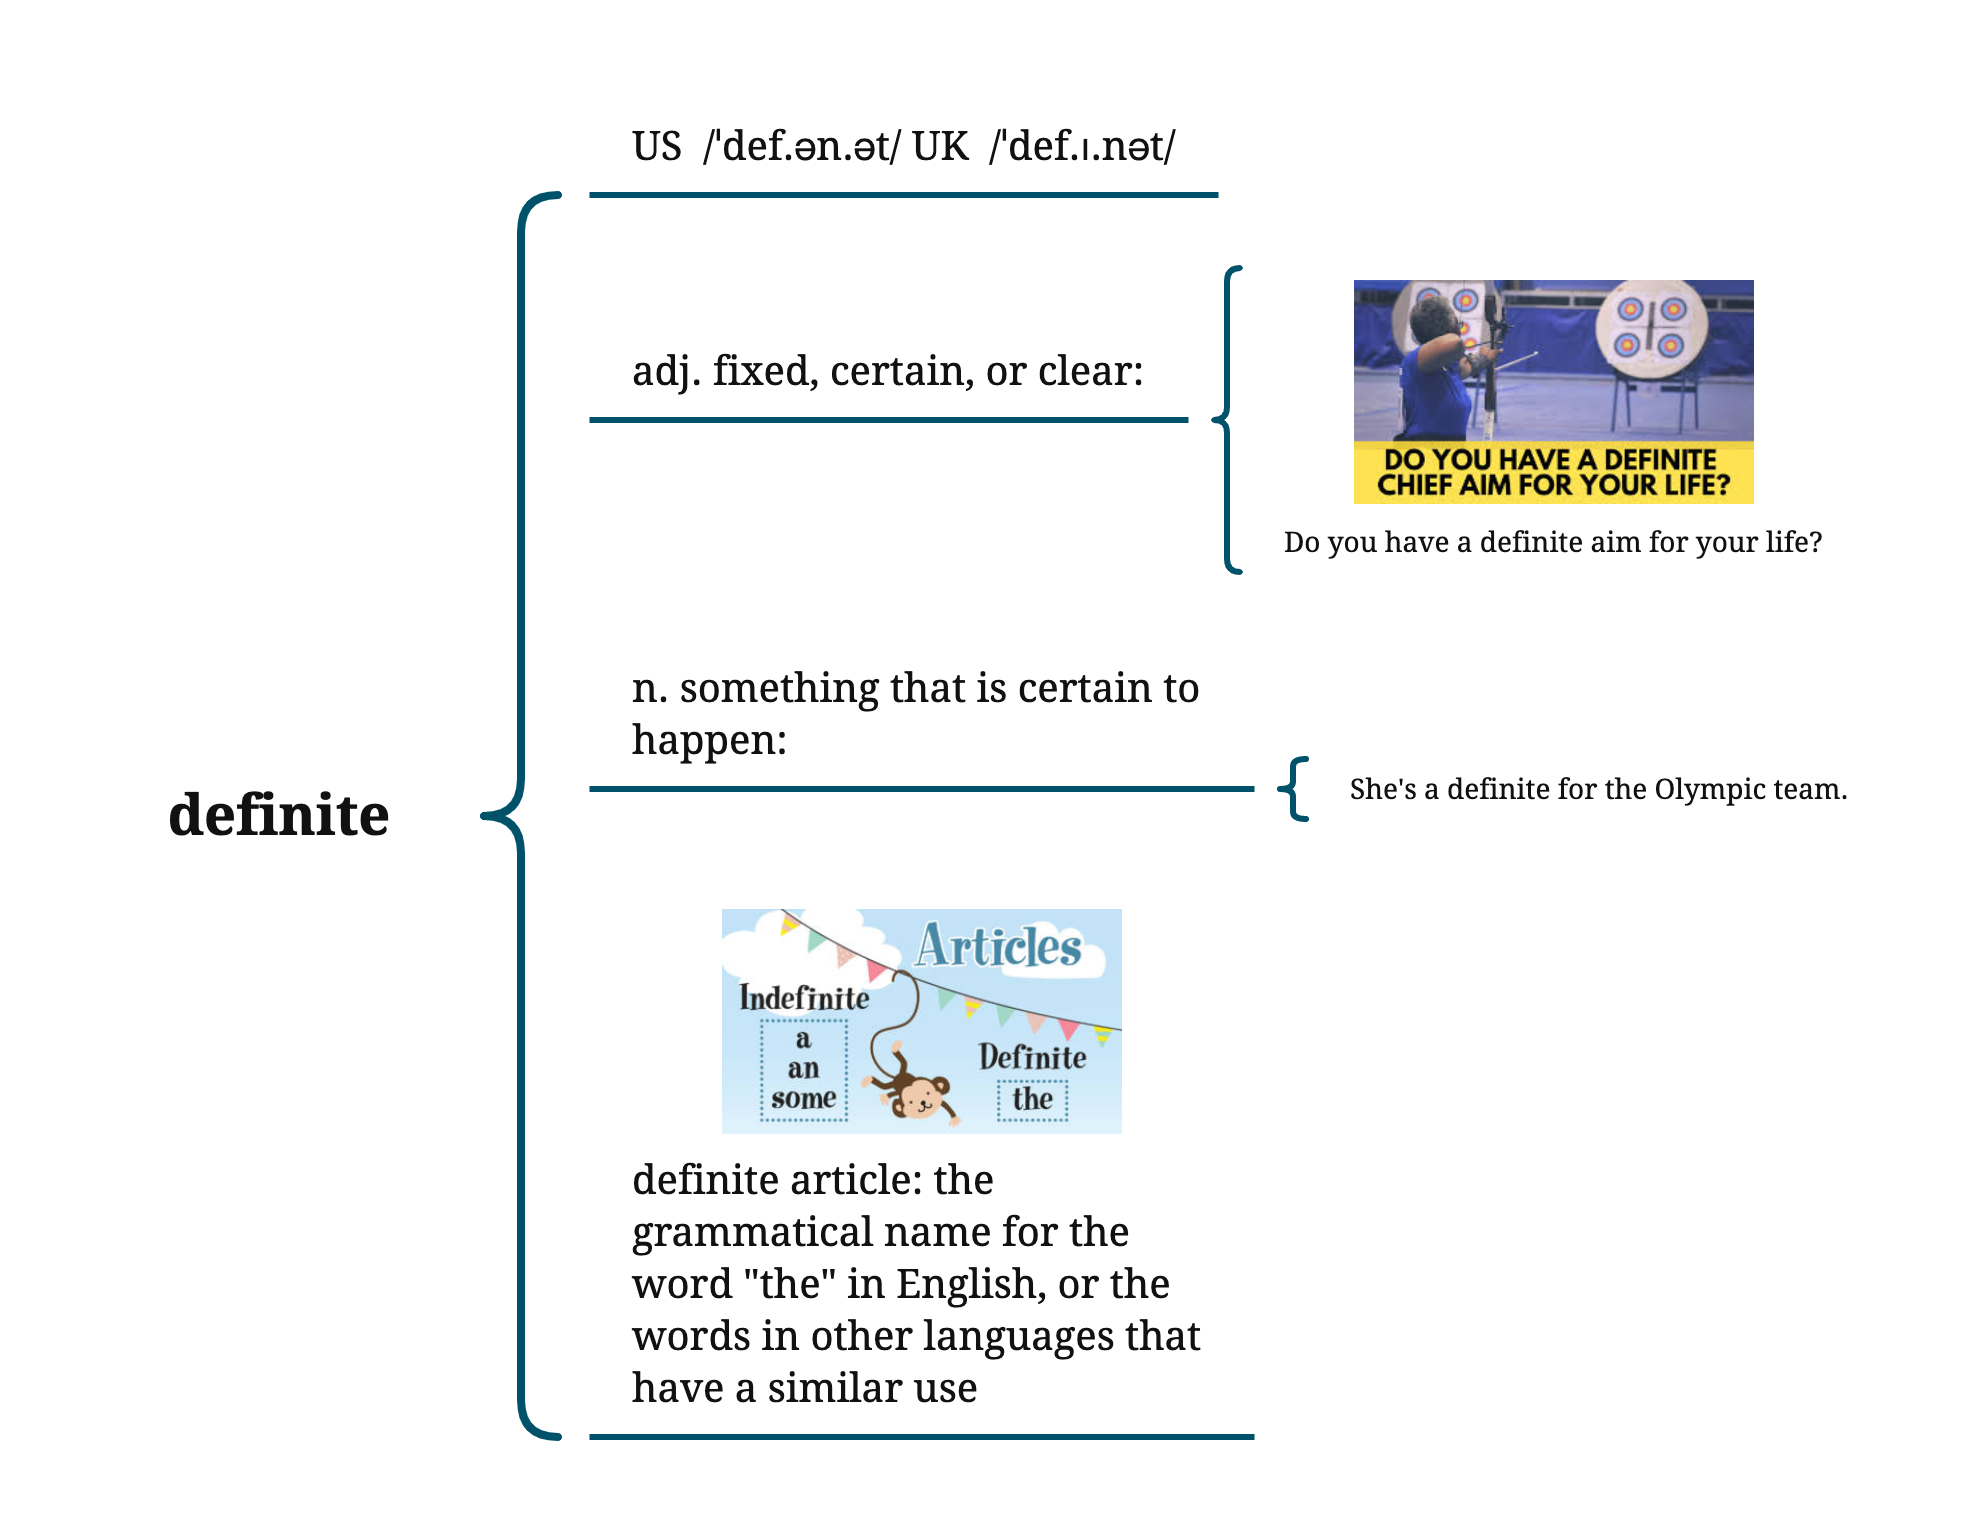 US  /ˈdef.ən.ət/ UK  /ˈdef.ɪ.nət/
adj. fixed, certain, or clear:
DO YOU HAVE A DEFINITE
CHIEF AIM FOR YOUR LIFE?
Do you have a definite aim for your life?
n. something that is certain to
happen:
She's a definite for the Olympic team.
definite
Articles
Indefinite
a
an
some
Definite
the
definite article: the
grammatical name for the
word "the" in English, or the
words in other languages that
have a similar use